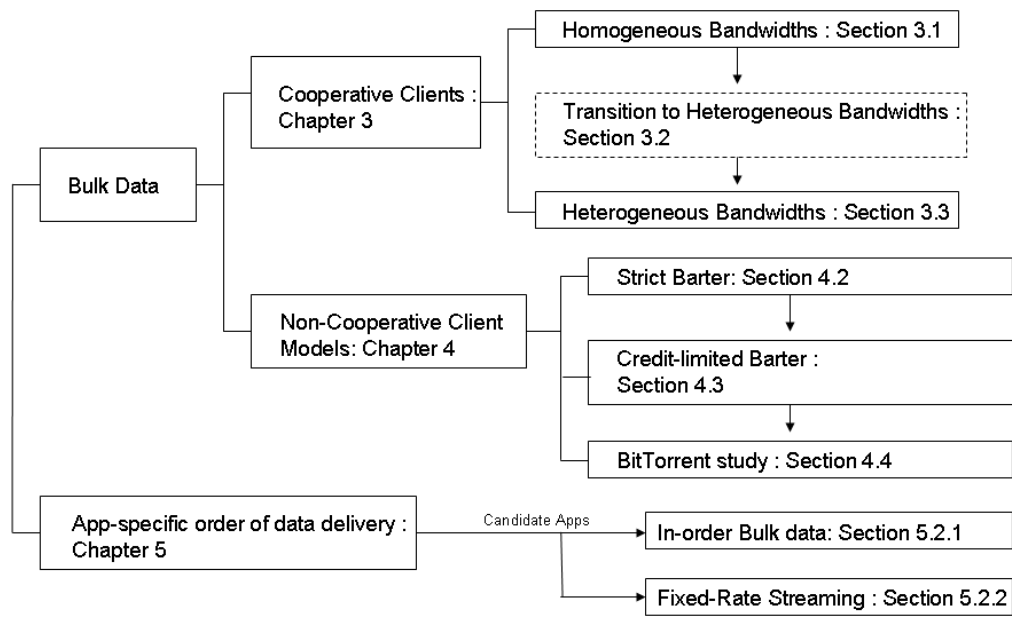 Homogeneous Bandwidths : Section 3.1
Cooperative Clients :
Chapter 3
Transition to Heterogeneous Bandwidths :
Section 3.2
Bulk Data
Heterogeneous Bandwidths : Section 3.3
Strict Barter: Section 4.2
Non-Cooperative Client
Models: Chapter 4
Credit-limited Barter :
Section 4.3
BitTorrent study : Section 4.4
App-specific order of data delivery :
Chapter 5
Candidate Apps
In-order Bulk data: Section 5.2.1
Fixed-Rate Streaming : Section 5.2.2